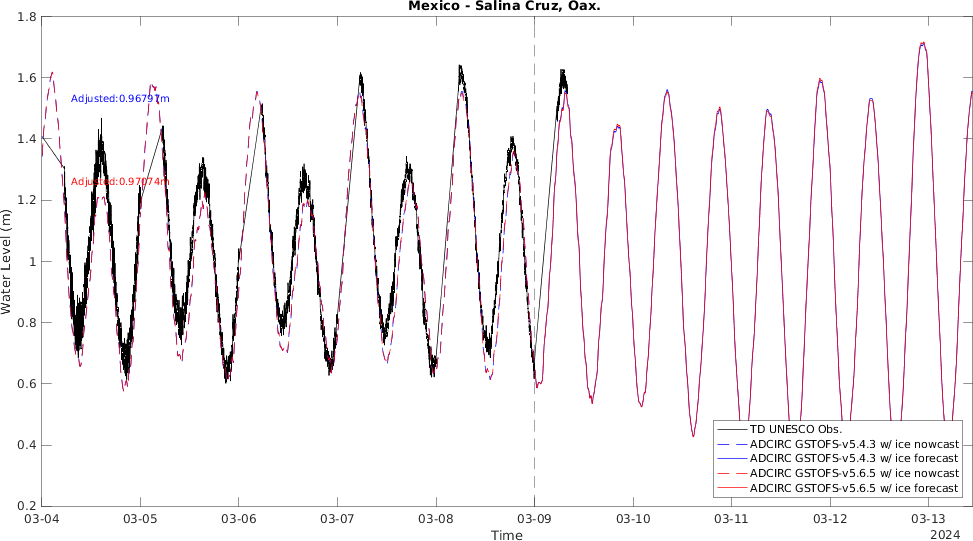 Mexico - Salina Cruz, Oax.
1.8
1.6
1.4
1.2
1
0.8
0.6
0.4
0.2
Water Level (m)
Adjusted:0.96797m
Adjusted:0.97074m
TD UNESCO Obs.
ADCIRC GSTOFS-v5.4.3 w/ ice nowcast
ADCIRC GSTOFS-v5.4.3 w/ ice forecast
ADCIRC GSTOFS-v5.6.5 w/ ice nowcast
ADCIRC GSTOFS-v5.6.5 w/ ice forecast
03-04 03-05 03-06 03-07 03-08 03-09 03-10 03-11 03-12 03-13
Time
2024